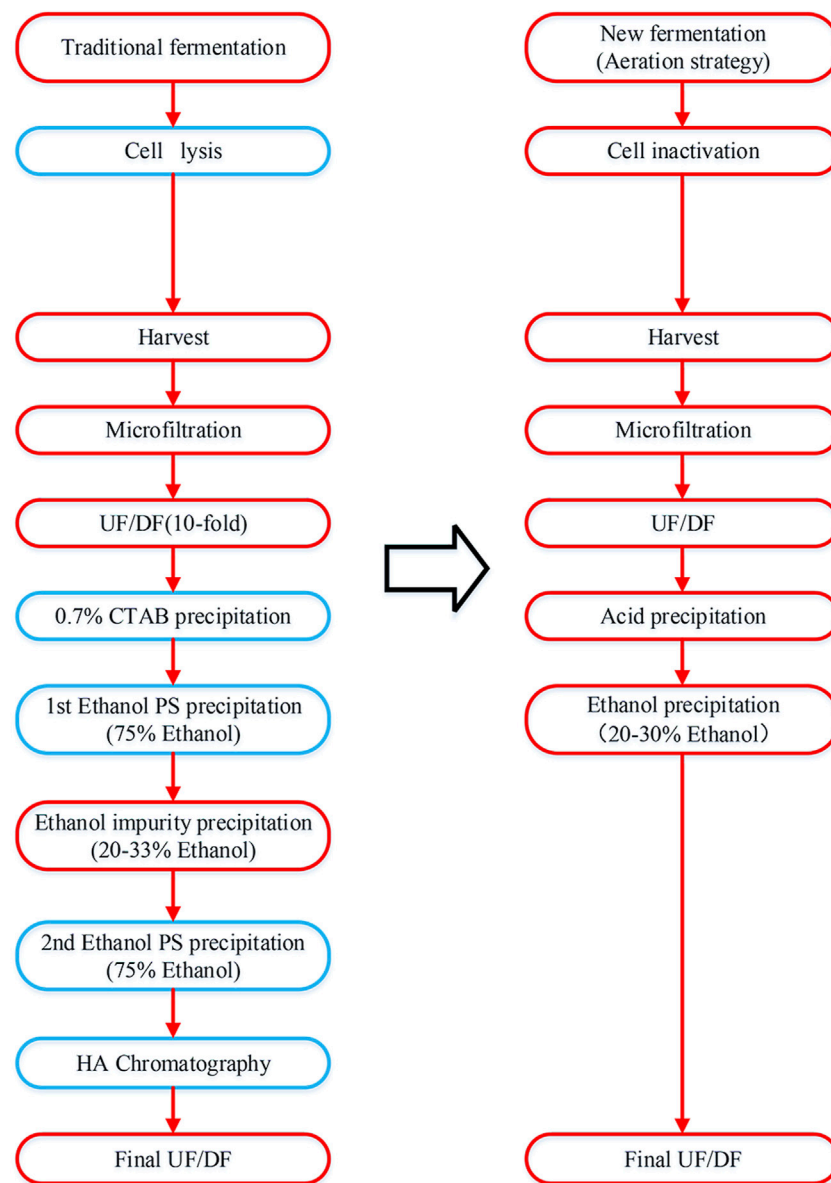 Traditional fermentation
Cell lysis
Harvest
Microfiltration
UF/DF(10-fold)
0.7% CTAB precipitation
1st Ethanol PS precipitation
(75% Ethanol)
Ethanol impurity precipitation
(20-33% Ethanol)
2nd Ethanol PS precipitation
(75% Ethanol)
HA Chromatography
Final UF/DF
New fermentation
(Aeration strategy)
Cell inactivation
Harvest
Microfiltration
UF/DF
Acid precipitation
Ethanol precipitation
（20-30% Ethanol）
Final UF/DF